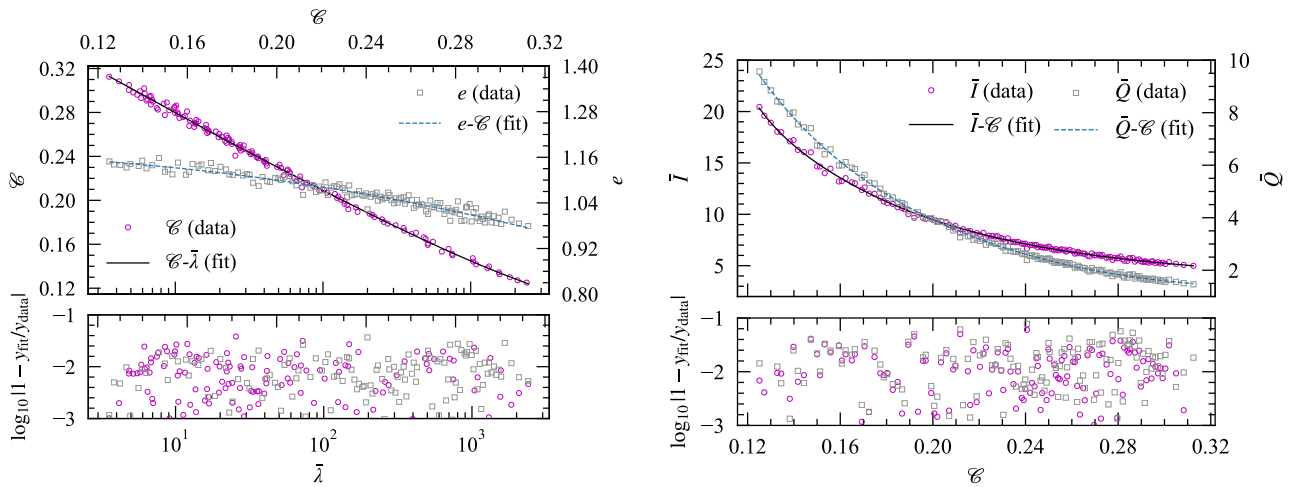 𝒞
0.12 0.16 0.20 0.24 0.28 0.32
0.32
0.28
0.24
0.20
0.16
0.12
𝒞
1.40
1.28
1.16
1.04
0.92
0.80
e
e (data)
e-𝒞 (fit)
𝒞 (data)
𝒞-λ̄ (fit)
log₁₀|1 − y_fit/y_data|
−1
−2
−3
10¹ 10² 10³
λ̄
25
20
15
10
5
Ī
10
8
6
4
2
Q̄
Ī (data) Q̄ (data)
Ī-𝒞 (fit) Q̄-𝒞 (fit)
log₁₀|1 − y_fit/y_data|
−1
−2
−3
0.12 0.16 0.20 0.24 0.28 0.32
𝒞